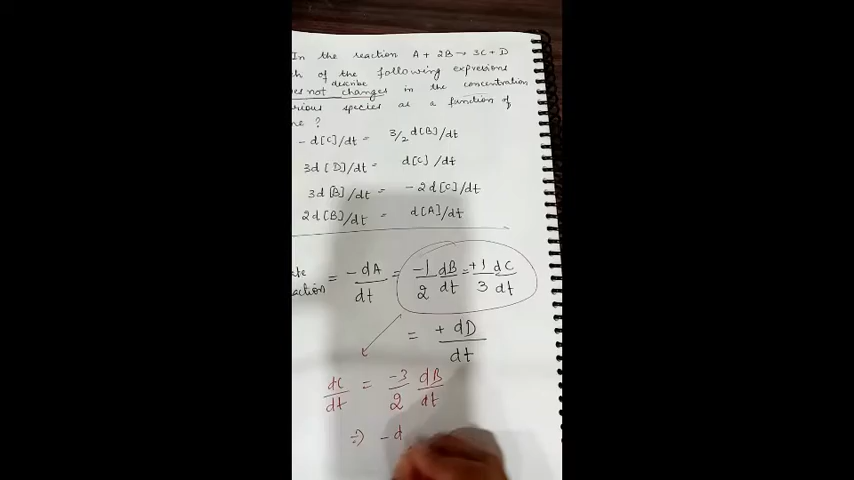 In the reaction A + 2B → 3C + D
of the following expressions
describe
not changes in the concentration
species as a function of
?
- d[C]/dt = 3/2 d[B]/dt
3d[D]/dt = d[C]/dt
3d[B]/dt = -2d[C]/dt
2d[B]/dt = d[A]/dt
= -dA/dt = -1/2 dB/dt = +1/3 dC/dt
= + dD/dt
dC/dt = -3/2 dB/dt
⇒ - d